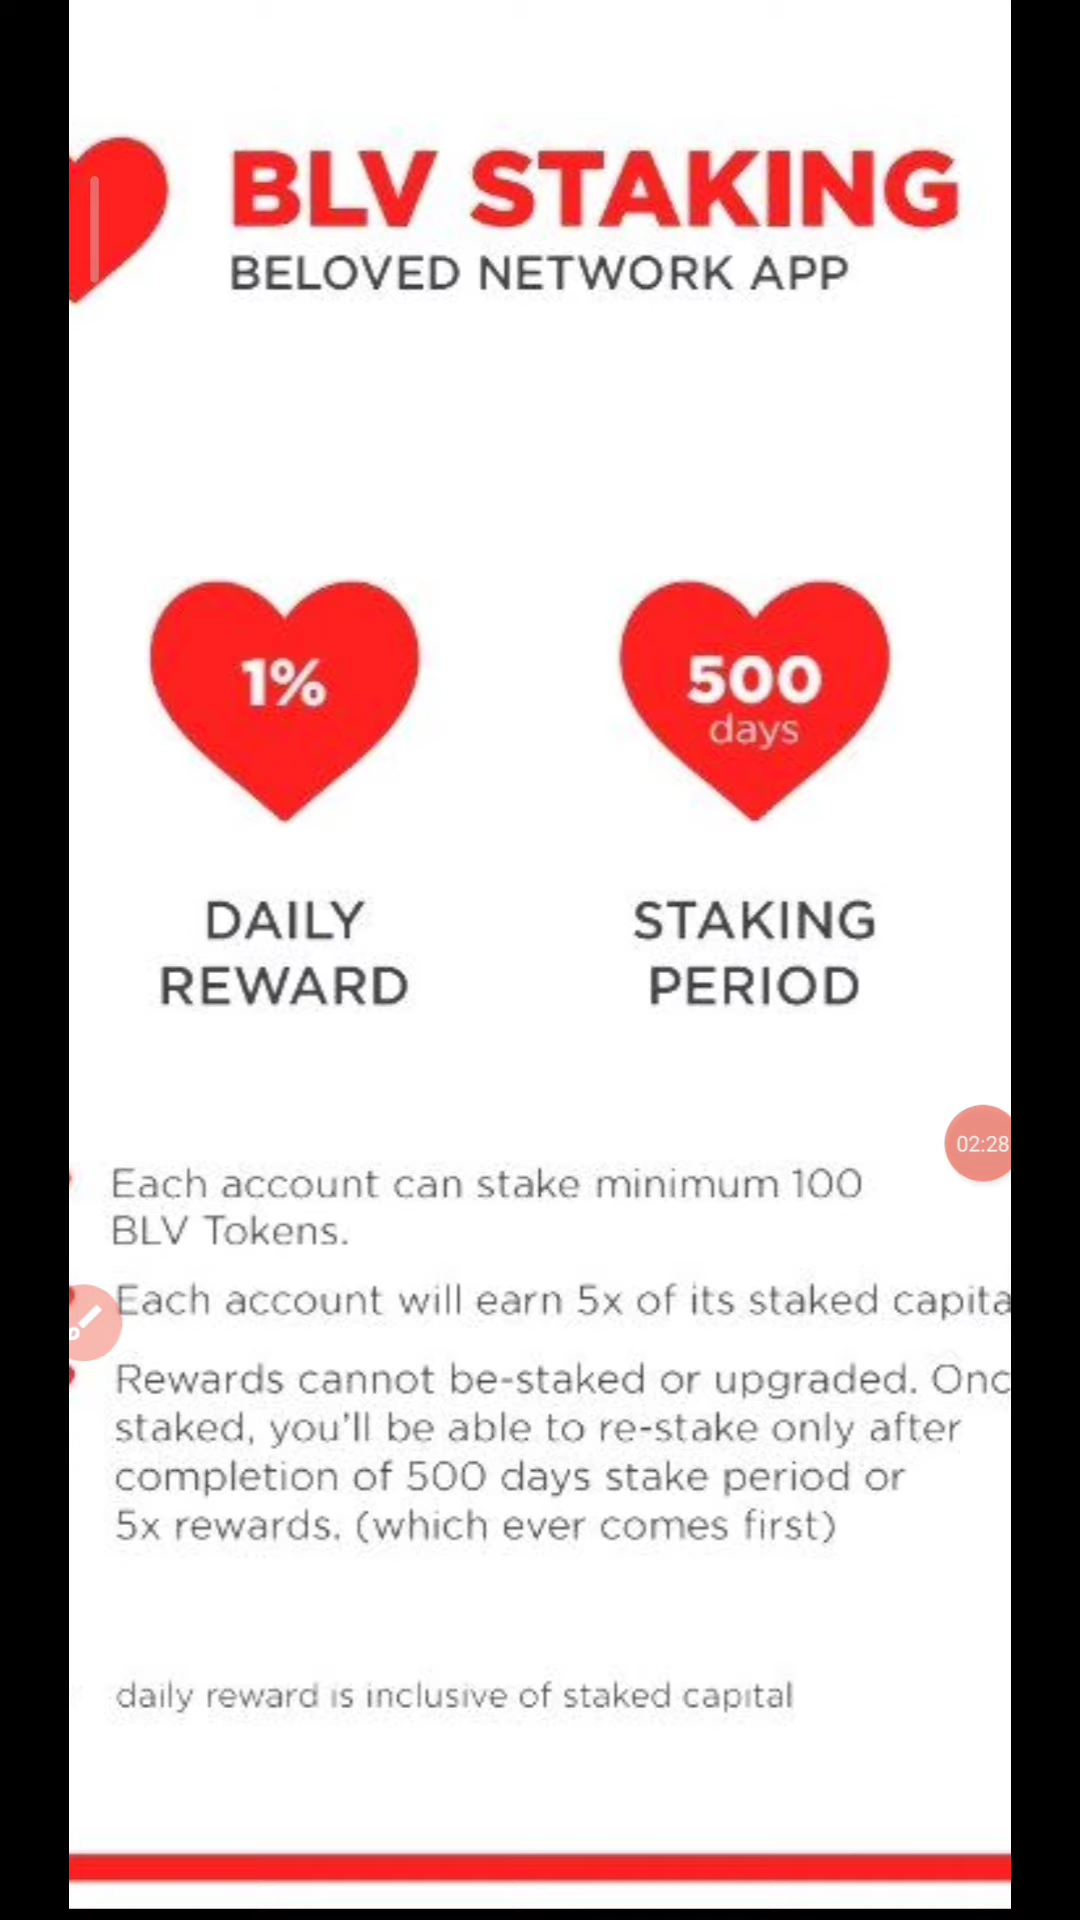 BLV STAKING
BELOVED NETWORK APP
1%
500
days
DAILY
REWARD
STAKING
PERIOD
02:28
Each account can stake minimum 100
BLV Tokens.
Each account will earn 5x of its staked capita
Rewards cannot be-staked or upgraded. Onc
staked, you'll be able to re-stake only after
completion of 500 days stake period or
5x rewards. (which ever comes first)
daily reward is inclusive of staked capital